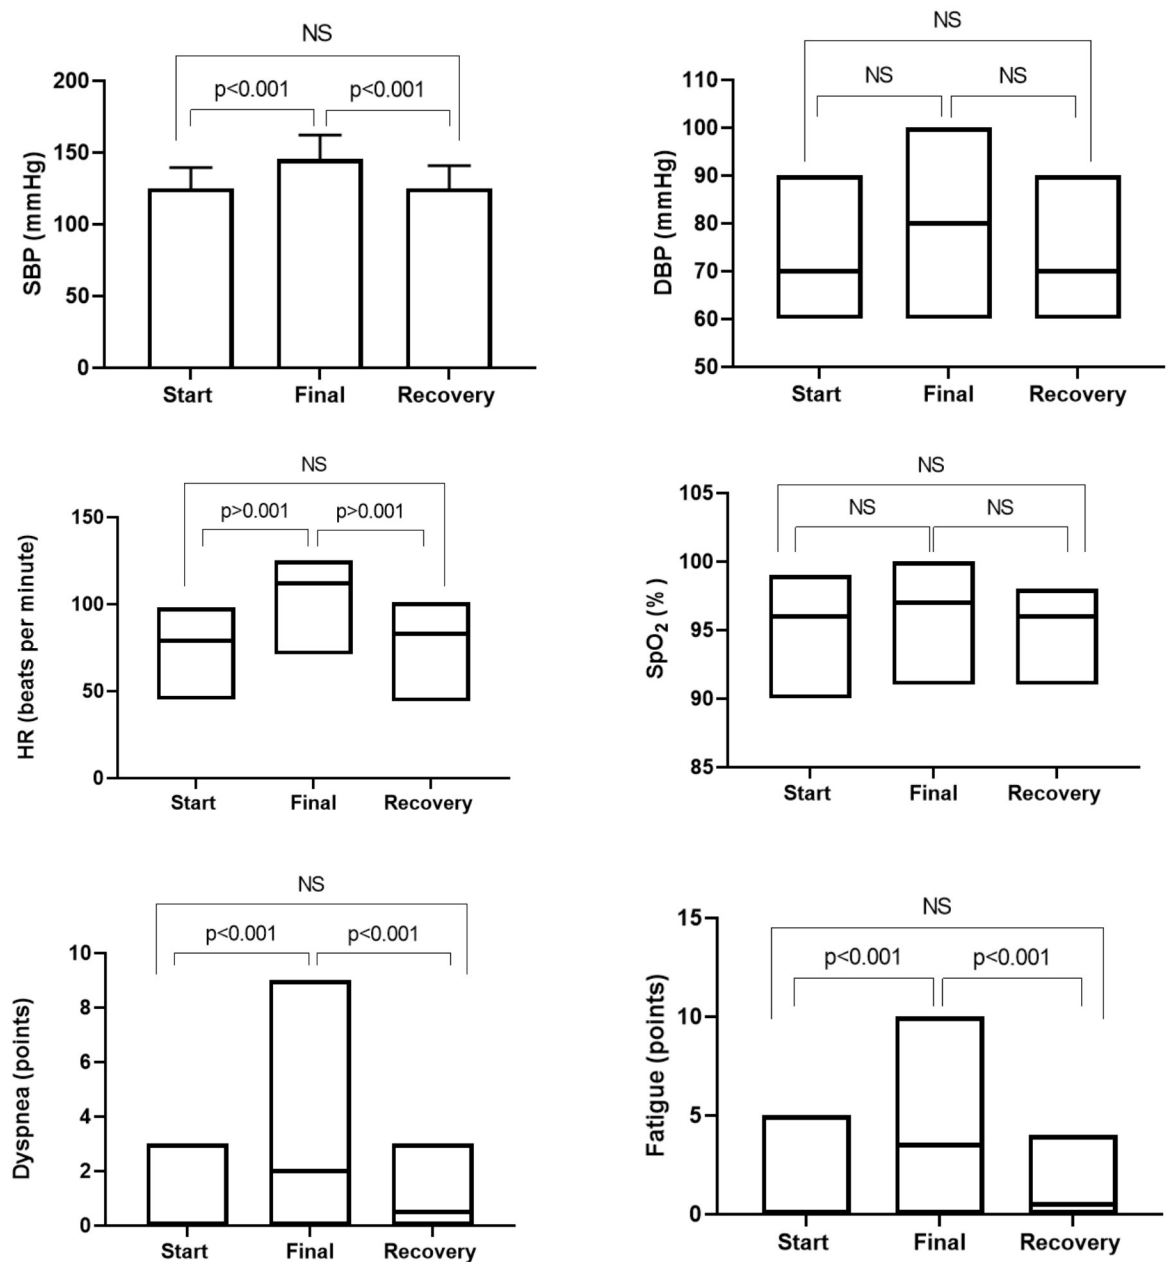 NS
p<0.001 p<0.001
SBP (mmHg)
200
150
100
50
0
Start Final Recovery
NS
NS NS
DBP (mmHg)
110
100
90
80
70
60
50
Start Final Recovery
NS
p>0.001 p>0.001
HR (beats per minute)
150
100
50
0
Start Final Recovery
NS
NS NS
SpO₂ (%)
105
100
95
90
85
Start Final Recovery
NS
p<0.001 p<0.001
Dyspnea (points)
10
8
6
4
2
0
Start Final Recovery
NS
p<0.001 p<0.001
Fatigue (points)
15
10
5
0
Start Final Recovery